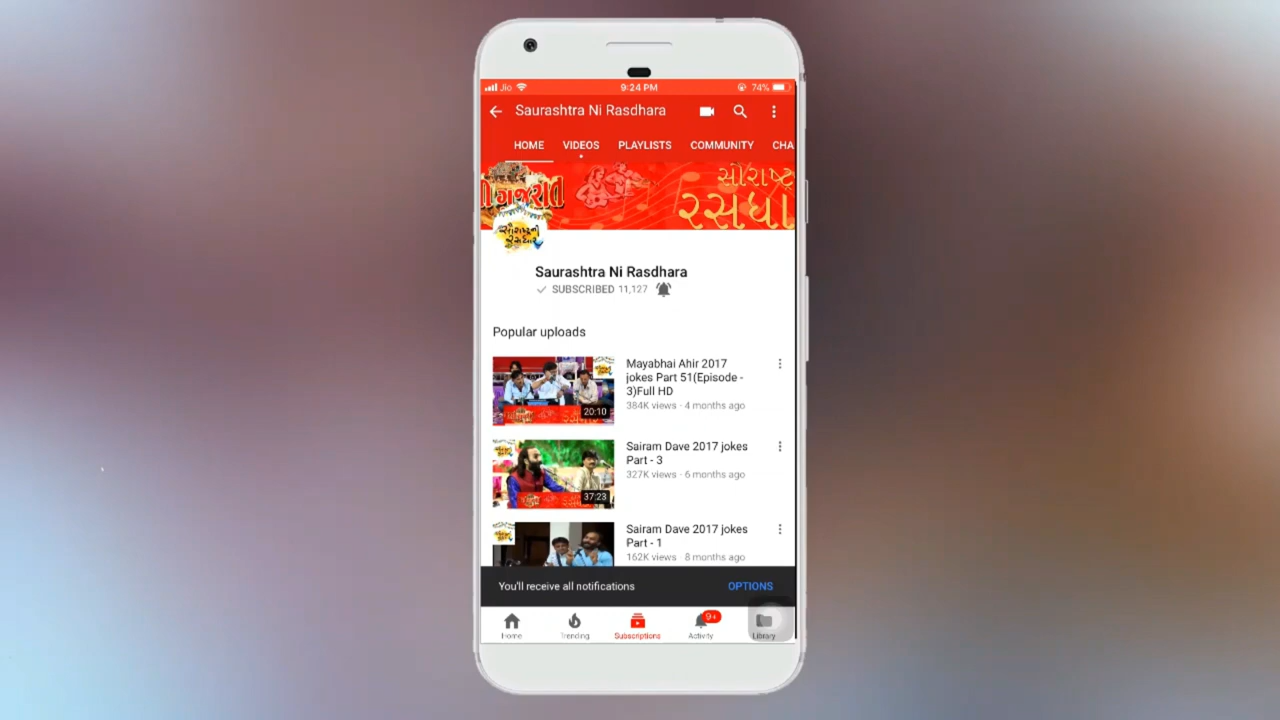 Jio 9:24 PM 74%
Saurashtra Ni Rasdhara
HOME VIDEOS PLAYLISTS COMMUNITY CHA
સૌરાષ્ટ્ર
રસધા
Saurashtra Ni Rasdhara
SUBSCRIBED 11,127
Popular uploads
Mayabhai Ahir 2017
jokes Part 51(Episode -
3)Full HD
384K views · 4 months ago
20:10
Sairam Dave 2017 jokes
Part - 3
327K views · 6 months ago
37:23
Sairam Dave 2017 jokes
Part - 1
162K views · 8 months ago
You'll receive all notifications OPTIONS
9+
Home Trending Subscriptions Activity Library